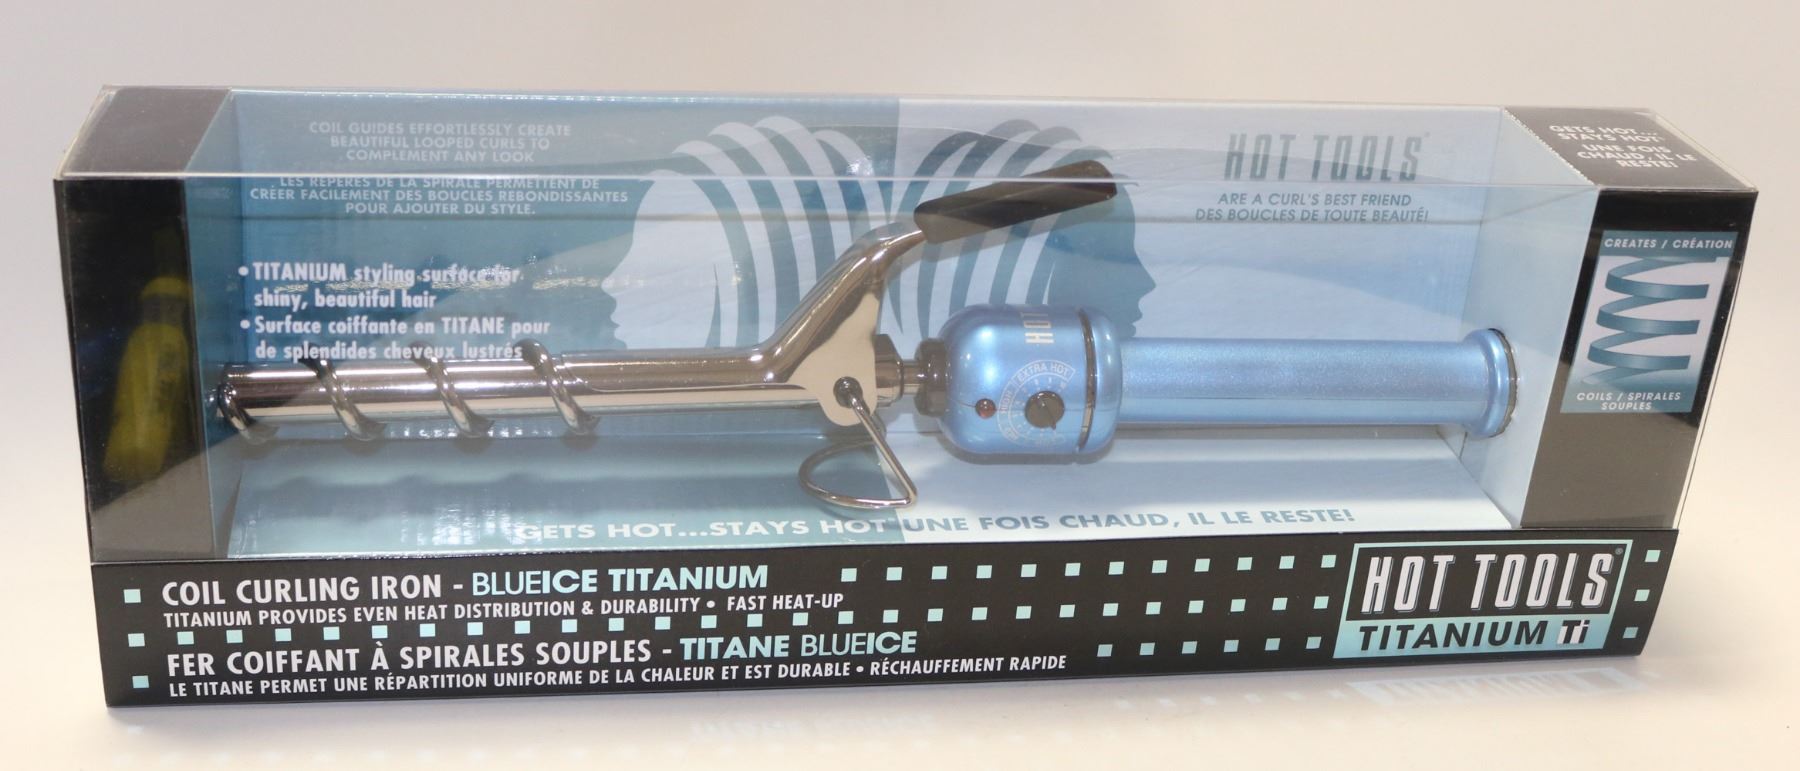 COIL GUIDES EFFORTLESSLY CREATE
BEAUTIFUL LOOPED CURLS TO
COMPLEMENT ANY LOOK
LES REPÈRES DE LA SPIRALE PERMETTENT DE
CRÉER FACILEMENT DES BOUCLES REBONDISSANTES
POUR AJOUTER DU STYLE.
• TITANIUM styling surface for
shiny, beautiful hair
• Surface coiffante en TITANE pour
de splendides cheveux lustrés
HOT TOOLS®
ARE A CURL'S BEST FRIEND
DES BOUCLES DE TOUTE BEAUTÉ!
GETS HOT...
STAYS HOT
UNE FOIS
CHAUD, IL LE
RESTE!
CREATES / CRÉATION
COILS / SPIRALES
SOUPLES
HOT
EXTRA HOT
HIGH
GETS HOT...STAYS HOT UNE FOIS CHAUD, IL LE RESTE!
COIL CURLING IRON - BLUEICE TITANIUM
TITANIUM PROVIDES EVEN HEAT DISTRIBUTION & DURABILITY • FAST HEAT-UP
FER COIFFANT À SPIRALES SOUPLES - TITANE BLUEICE
LE TITANE PERMET UNE RÉPARTITION UNIFORME DE LA CHALEUR ET EST DURABLE • RÉCHAUFFEMENT RAPIDE
HOT TOOLS®
TITANIUM Ti